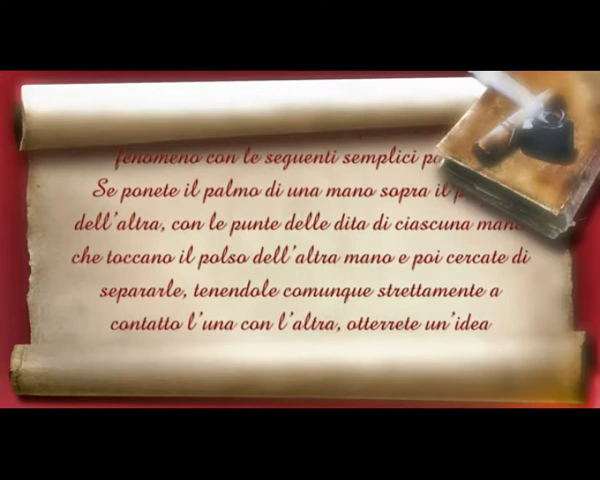 fenomeno con le seguenti semplici
Se ponete il palmo di una mano sopra il
dell'altra, con le punte delle dita di ciascuna mano
che toccano il polso dell'altra mano e poi cercate di
separarle, tenendole comunque strettamente a
contatto l'una con l'altra, otterrete un'idea